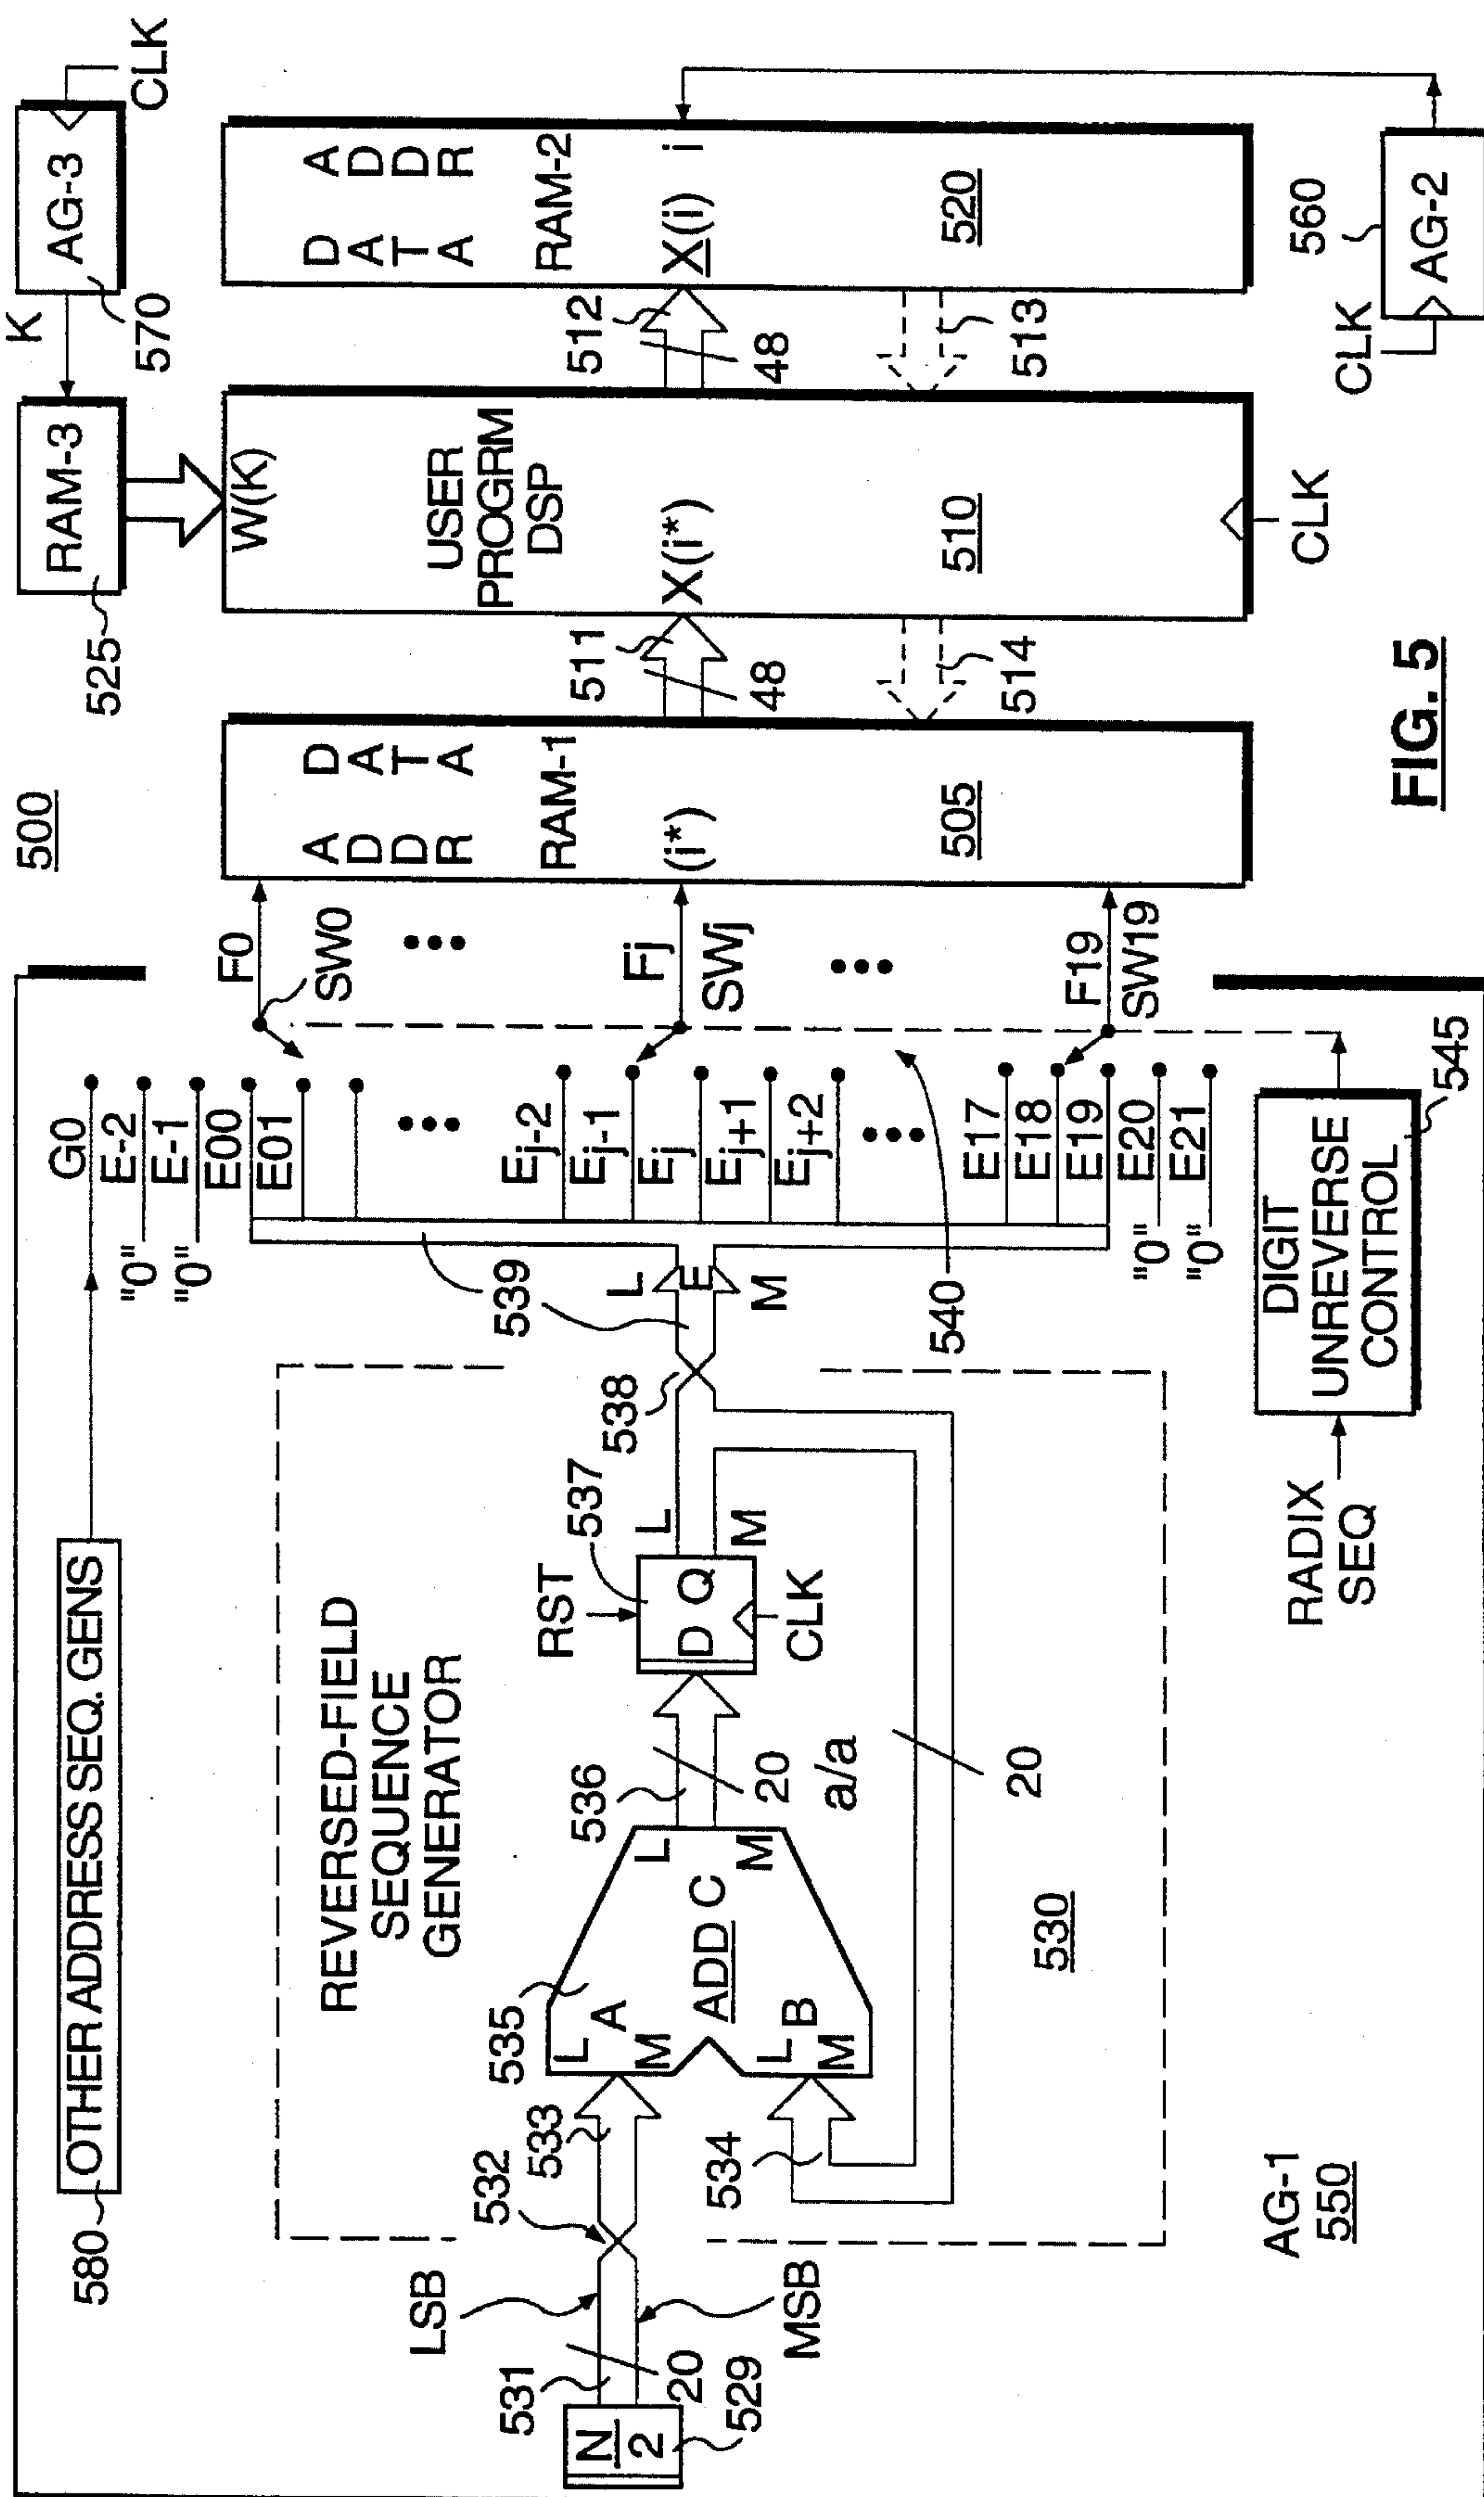 500
FIG. 5
580
OTHER ADDRESS SEQ. GENS
G0
E-2
"0"
E-1
"0"
E00
E01
Ej-2
Ej-1
Ej
Ej+1
Ej+2
E17
E18
E19
E20
"0"
E21
"0"
F0
SW0
Fj
SWj
F19
SW19
539
540
L
E
M
REVERSED-FIELD
SEQUENCE
GENERATOR
N
2
529
531
20
LSB
MSB
532
533
534
535
L
A
M
L
B
M
ADD
C
L
M
536
20
a/a
RST
537
D Q
CLK
L
M
538
20
530
AG-1
550
RADIX
SEQ
DIGIT
UNREVERSE
CONTROL
545
A D
D A
D T
R A
RAM-1
(i*)
505
511
48
514
525
RAM-3
K
AG-3
CLK
570
W(K)
USER
PROGRM
DSP
X(i*)
510
CLK
512
48
513
D A
A D
T D
A R
RAM-2
X(i) i
520
560
CLK
AG-2